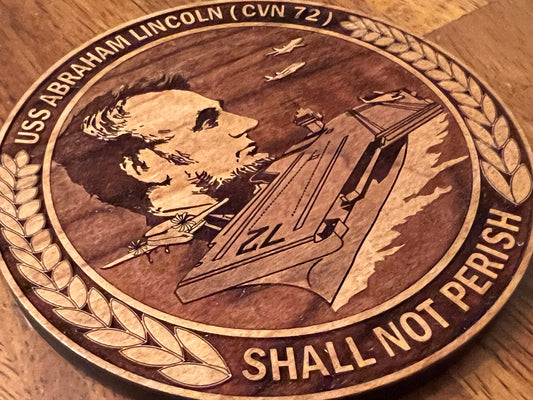 USS ABRAHAM LINCOLN (CVN 72)
72
SHALL NOT PERISH